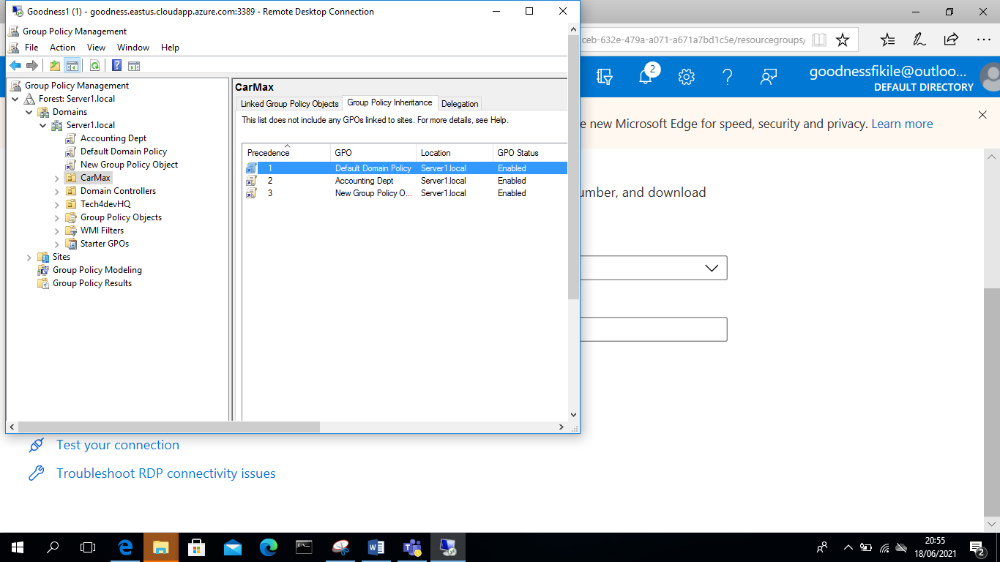 Goodness1 (1) - goodness.eastus.cloudapp.azure.com:3389 - Remote Desktop Connection
Group Policy Management
File Action View Window Help
Group Policy Management
Forest: Server1.local
Domains
Server1.local
Accounting Dept
Default Domain Policy
New Group Policy Object
CarMax
Domain Controllers
Tech4devHQ
Group Policy Objects
WMI Filters
Starter GPOs
Sites
Group Policy Modeling
Group Policy Results
CarMax
Linked Group Policy Objects Group Policy Inheritance Delegation
This list does not include any GPOs linked to sites. For more details, see Help.
Precedence GPO Location GPO Status
1 Default Domain Policy Server1.local Enabled
2 Accounting Dept Server1.local Enabled
3 New Group Policy O... Server1.local Enabled
ceb-632e-479a-a071-a671a7bd1c5e/resourcegroups/
2
goodnessfikile@outloo...
DEFAULT DIRECTORY
e new Microsoft Edge for speed, security and privacy. Learn more
umber, and download
Test your connection
Troubleshoot RDP connectivity issues
20:55
18/06/2021
2